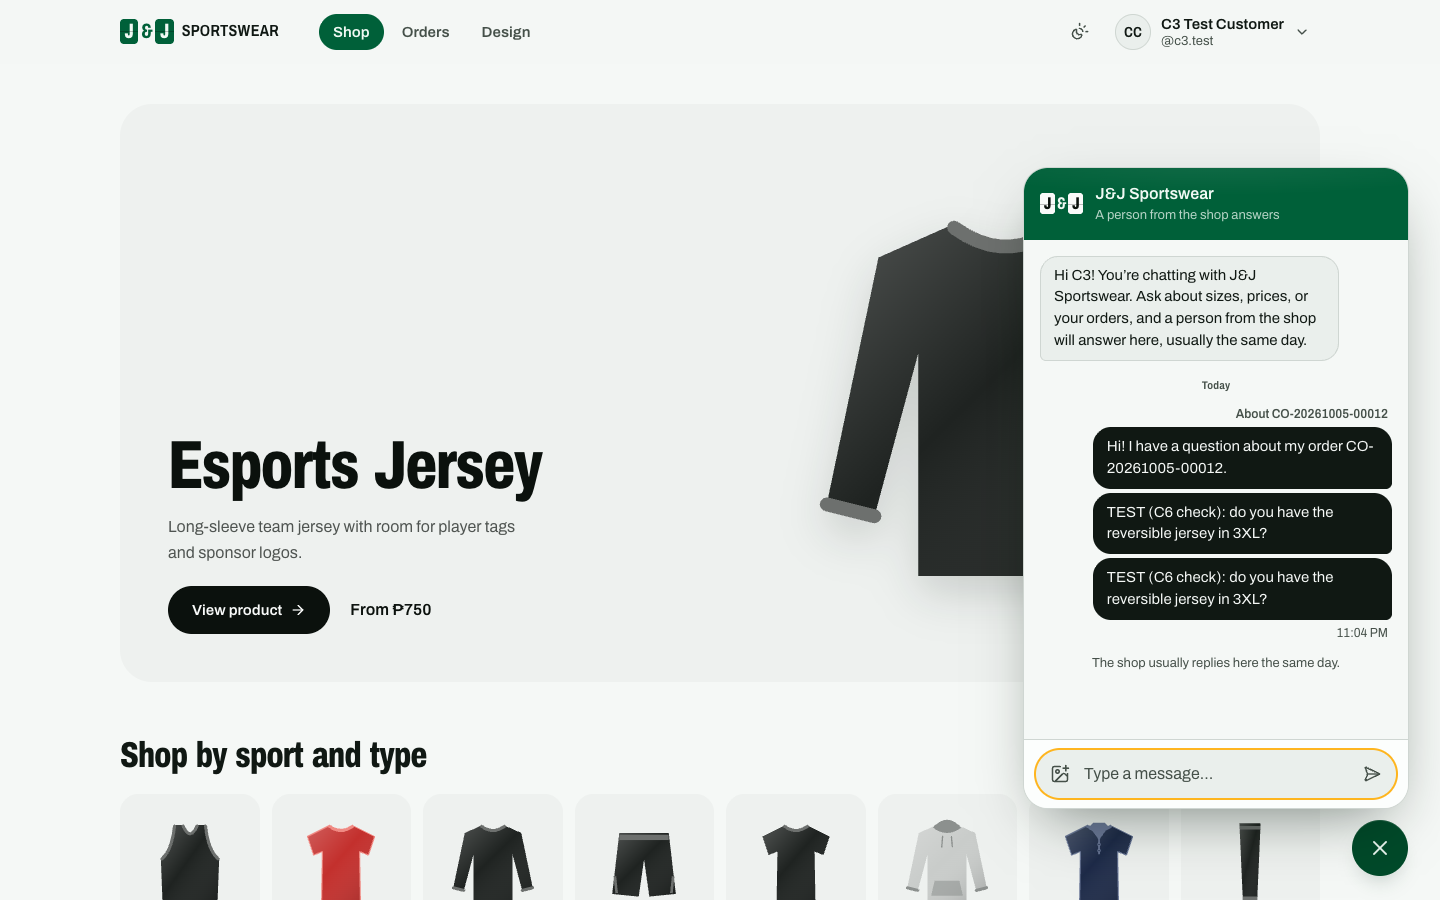 J & J SPORTSWEAR
Shop
Orders
Design
CC
C3 Test Customer
@c3.test
Esports Jersey
Long-sleeve team jersey with room for player tags
and sponsor logos.
View product
From ₱750
Shop by sport and type
J & J
J&J Sportswear
A person from the shop answers
Hi C3! You’re chatting with J&J
Sportswear. Ask about sizes, prices, or
your orders, and a person from the shop
will answer here, usually the same day.
Today
About CO-20261005-00012
Hi! I have a question about my order CO-
20261005-00012.
TEST (C6 check): do you have the
reversible jersey in 3XL?
TEST (C6 check): do you have the
reversible jersey in 3XL?
11:04 PM
The shop usually replies here the same day.
Type a message...